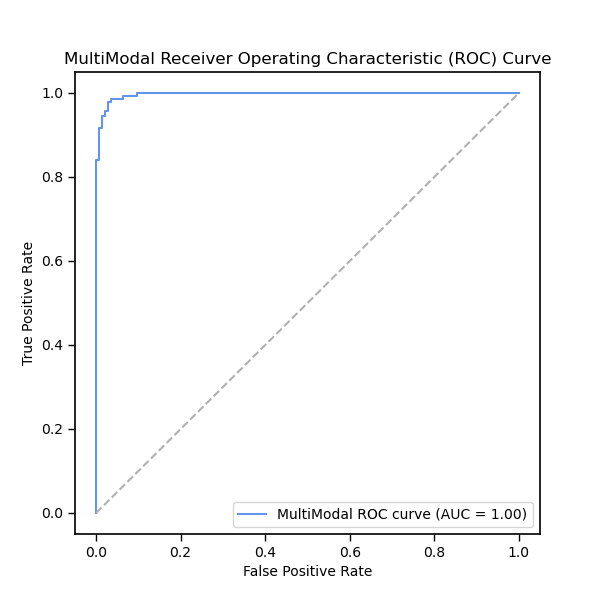 MultiModal Receiver Operating Characteristic (ROC) Curve
True Positive Rate
1.0
0.8
0.6
0.4
0.2
0.0
MultiModal ROC curve (AUC = 1.00)
0.0 0.2 0.4 0.6 0.8 1.0
False Positive Rate